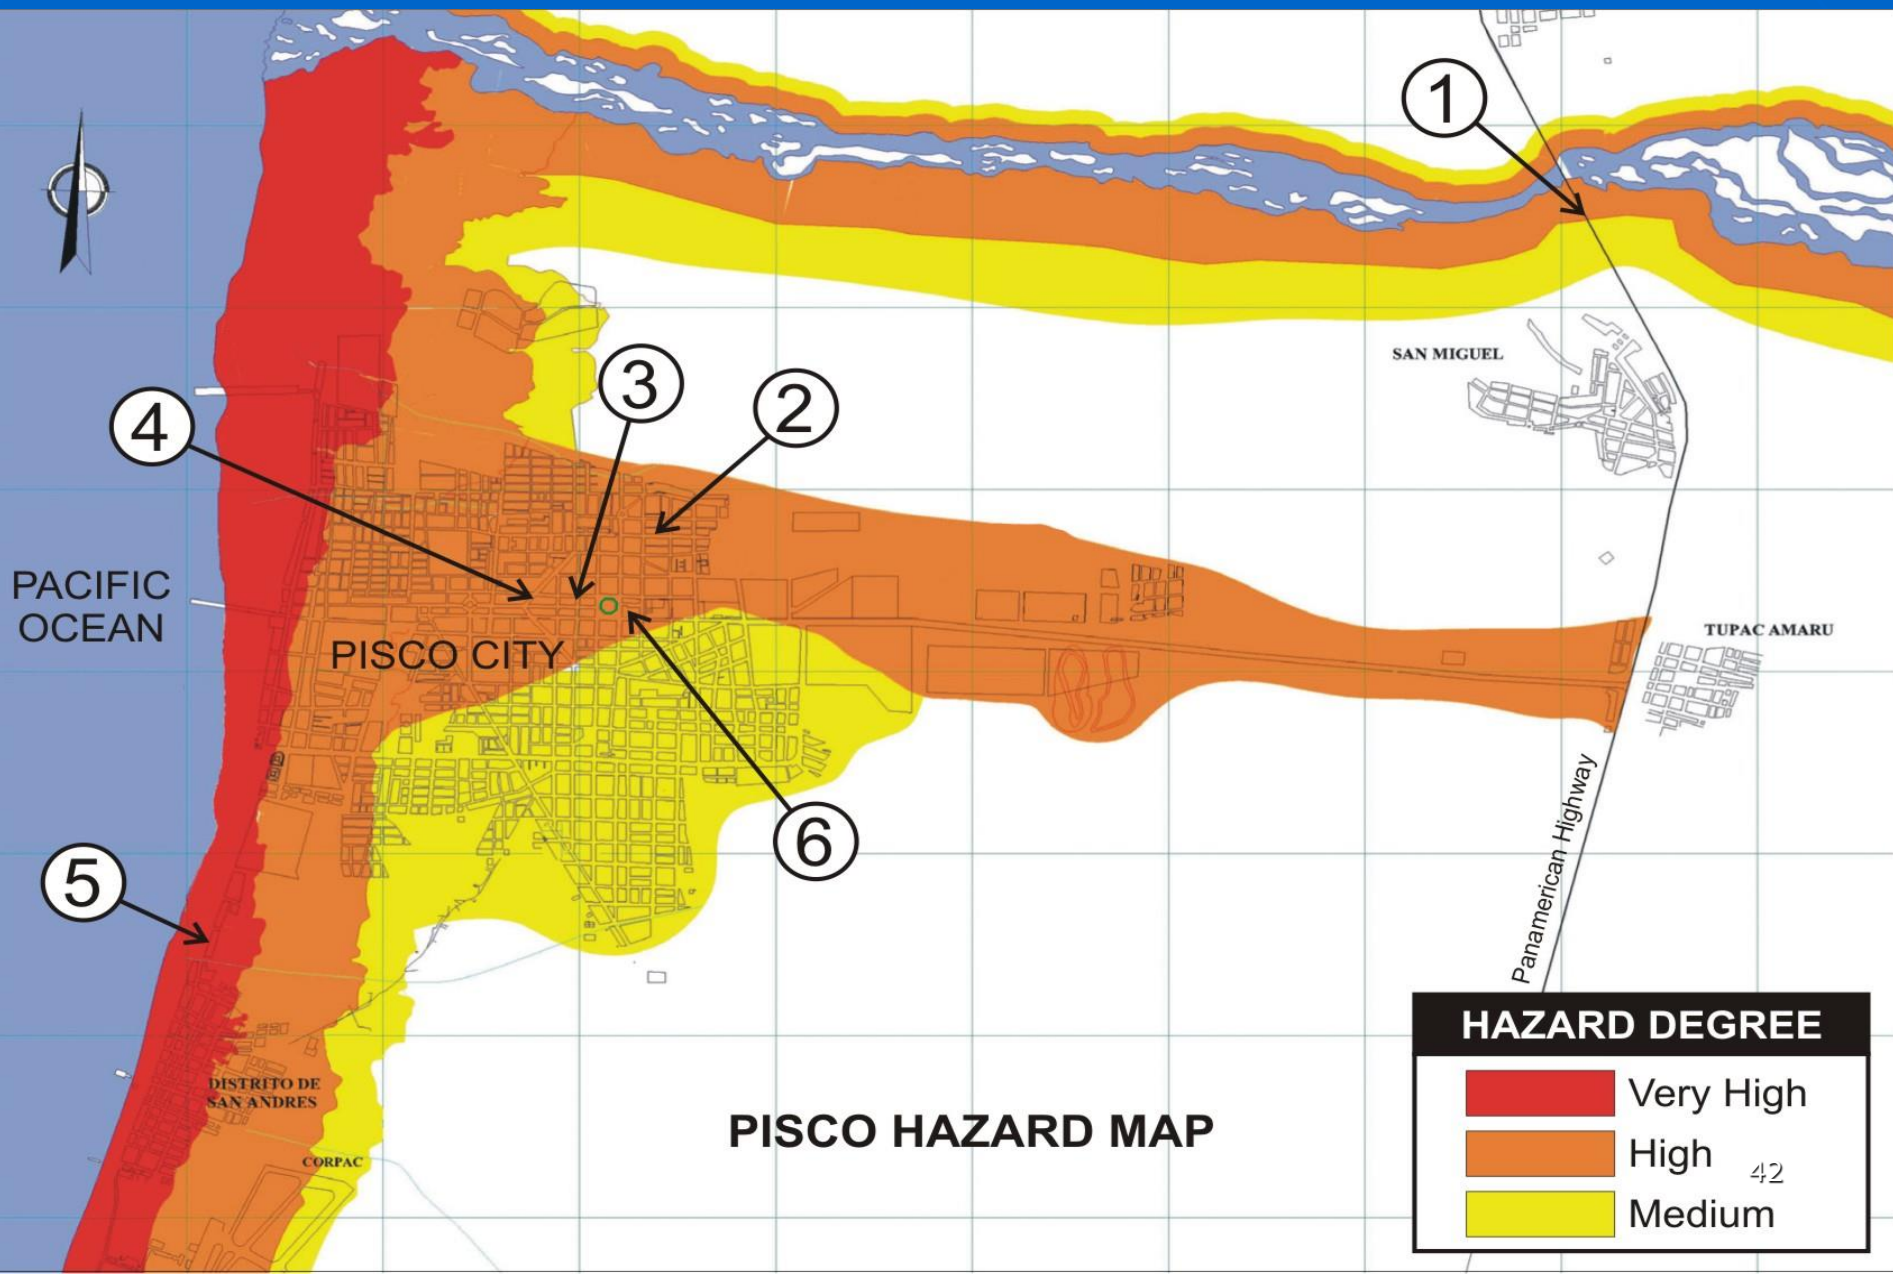 1
SAN MIGUEL
3
2
4
PACIFIC
OCEAN
TUPAC AMARU
PISCO CITY
Panamerican Highway
6
5
DISTRITO DE
SAN ANDRES
PISCO HAZARD MAP
CORPAC
HAZARD DEGREE
Very High
High
42
Medium